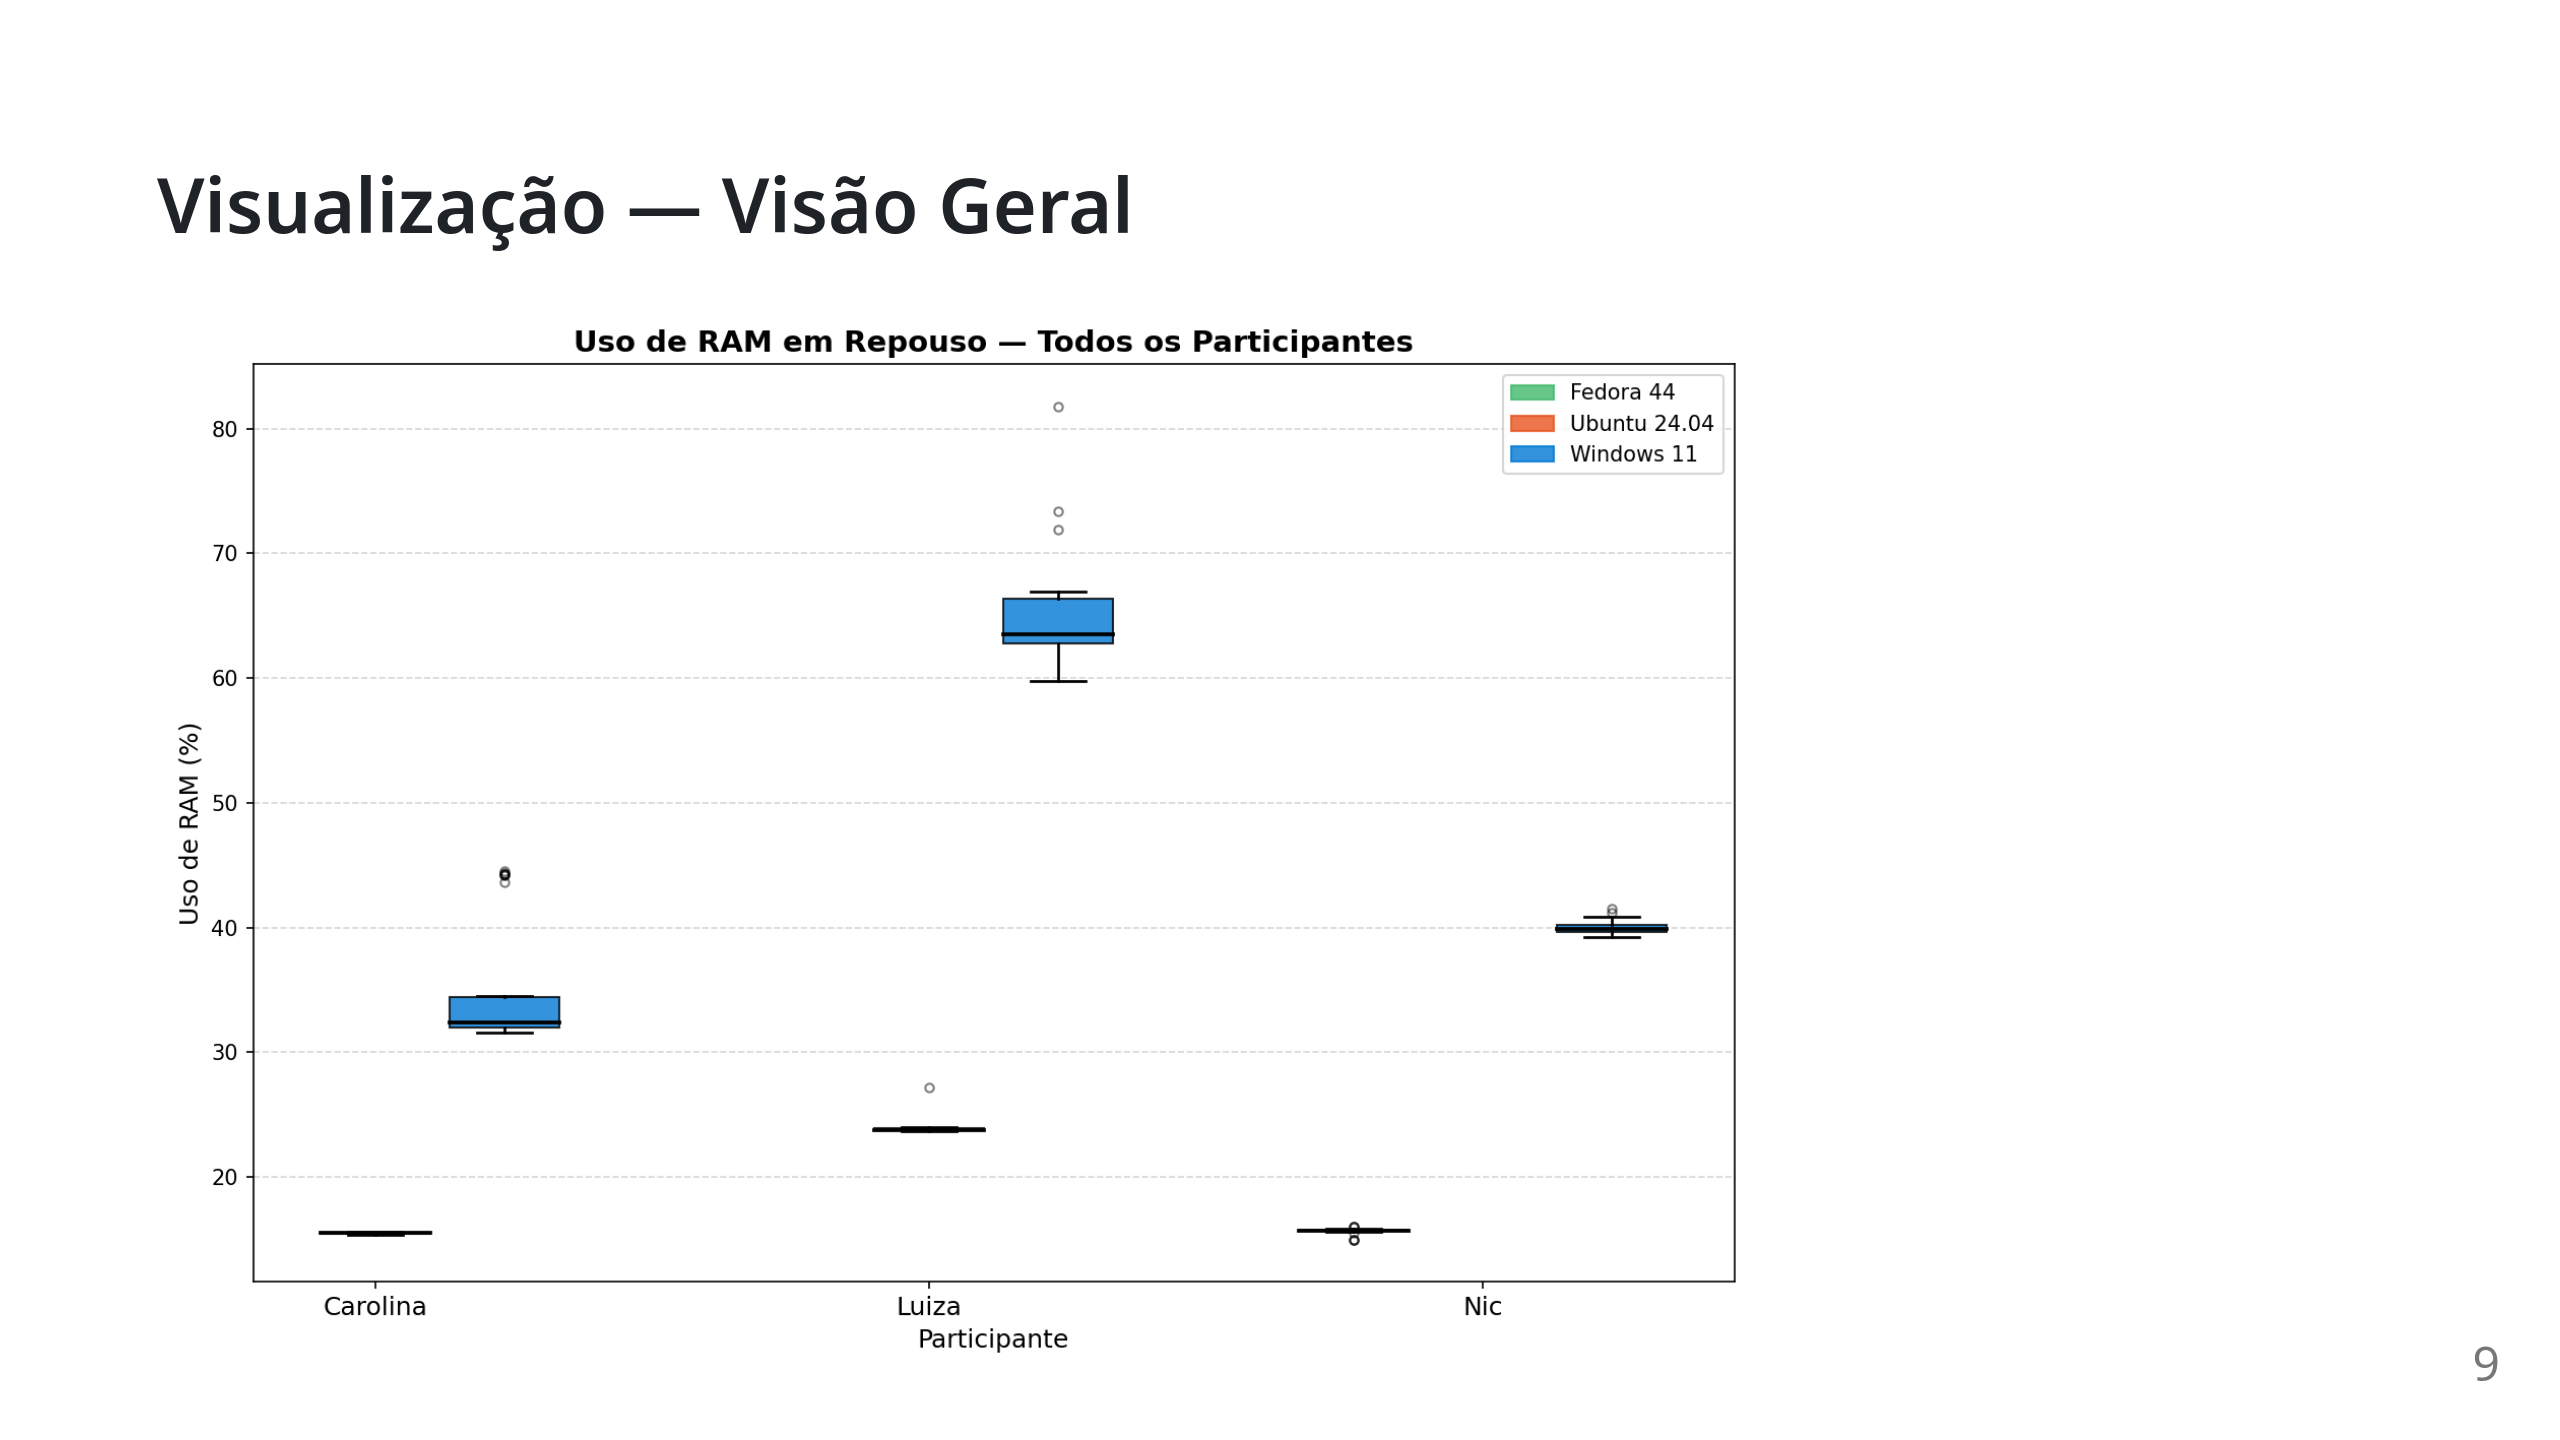 Visualização — Visão Geral
Uso de RAM em Repouso — Todos os Participantes
Fedora 44
Ubuntu 24.04
Windows 11
80
70
60
50
40
30
20
Uso de RAM (%)
Carolina
Luiza
Nic
Participante
9